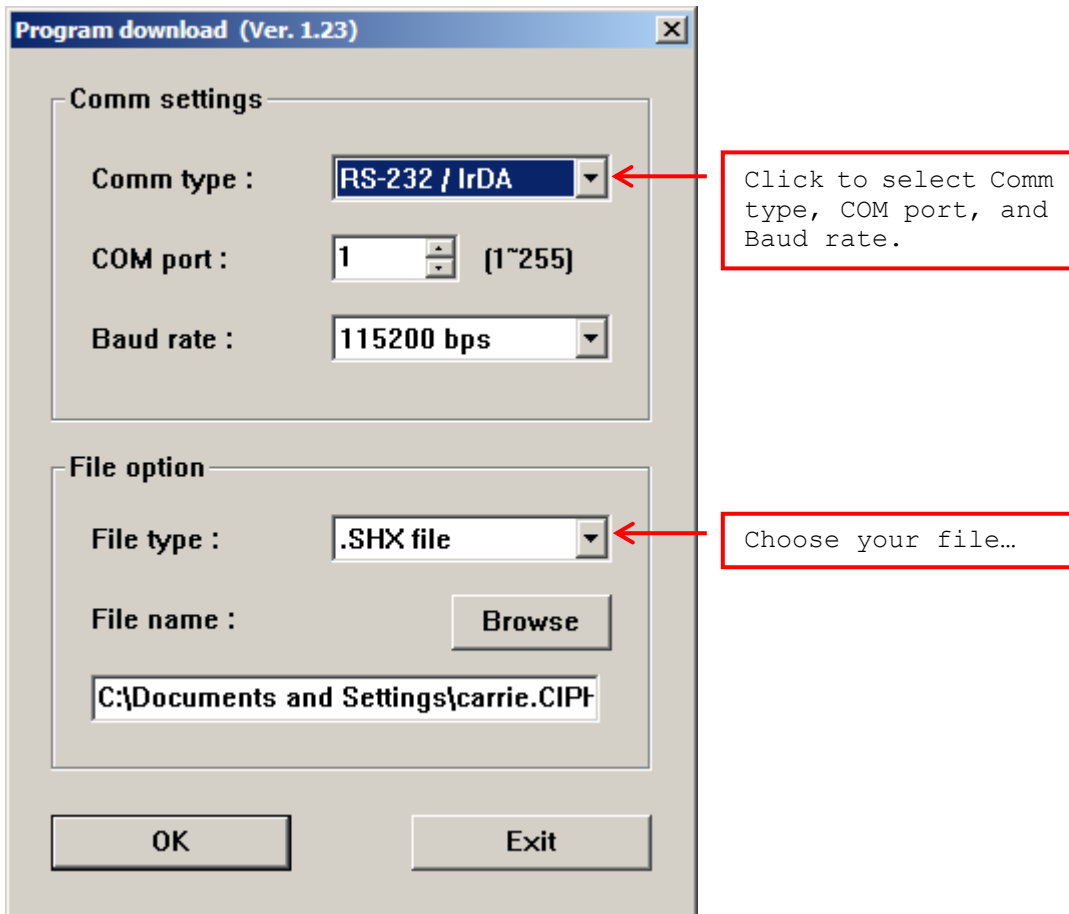 Program download (Ver. 1.23)
Comm settings
Comm type :
RS-232 / IrDA
Click to select Comm
type, COM port, and
Baud rate.
COM port :
1
(1~255)
Baud rate :
115200 bps
File option
File type :
.SHX file
Choose your file…
File name :
Browse
C:\Documents and Settings\carrie.CIPH
OK
Exit